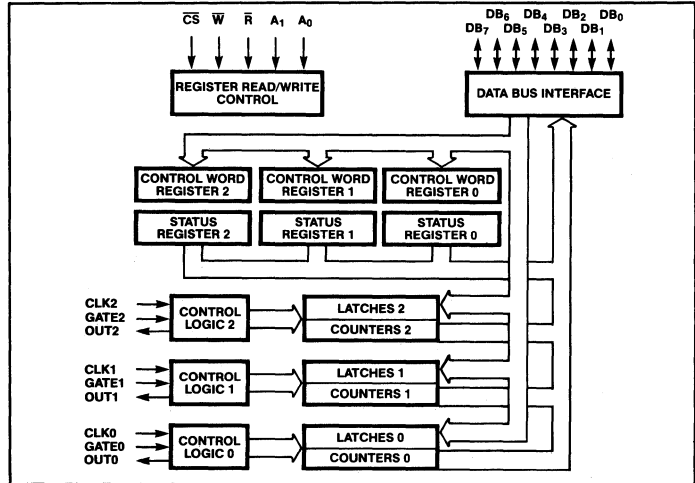 CS W R A1 A0
DB6 DB4 DB2 DB0
DB7 DB5 DB3 DB1
REGISTER READ/WRITE
CONTROL
DATA BUS INTERFACE
CONTROL WORD
REGISTER 2
CONTROL WORD
REGISTER 1
CONTROL WORD
REGISTER 0
STATUS
REGISTER 2
STATUS
REGISTER 1
STATUS
REGISTER 0
CLK2
GATE2
OUT2
CONTROL
LOGIC 2
LATCHES 2
COUNTERS 2
CLK1
GATE1
OUT1
CONTROL
LOGIC 1
LATCHES 1
COUNTERS 1
CLK0
GATE0
OUT0
CONTROL
LOGIC 0
LATCHES 0
COUNTERS 0